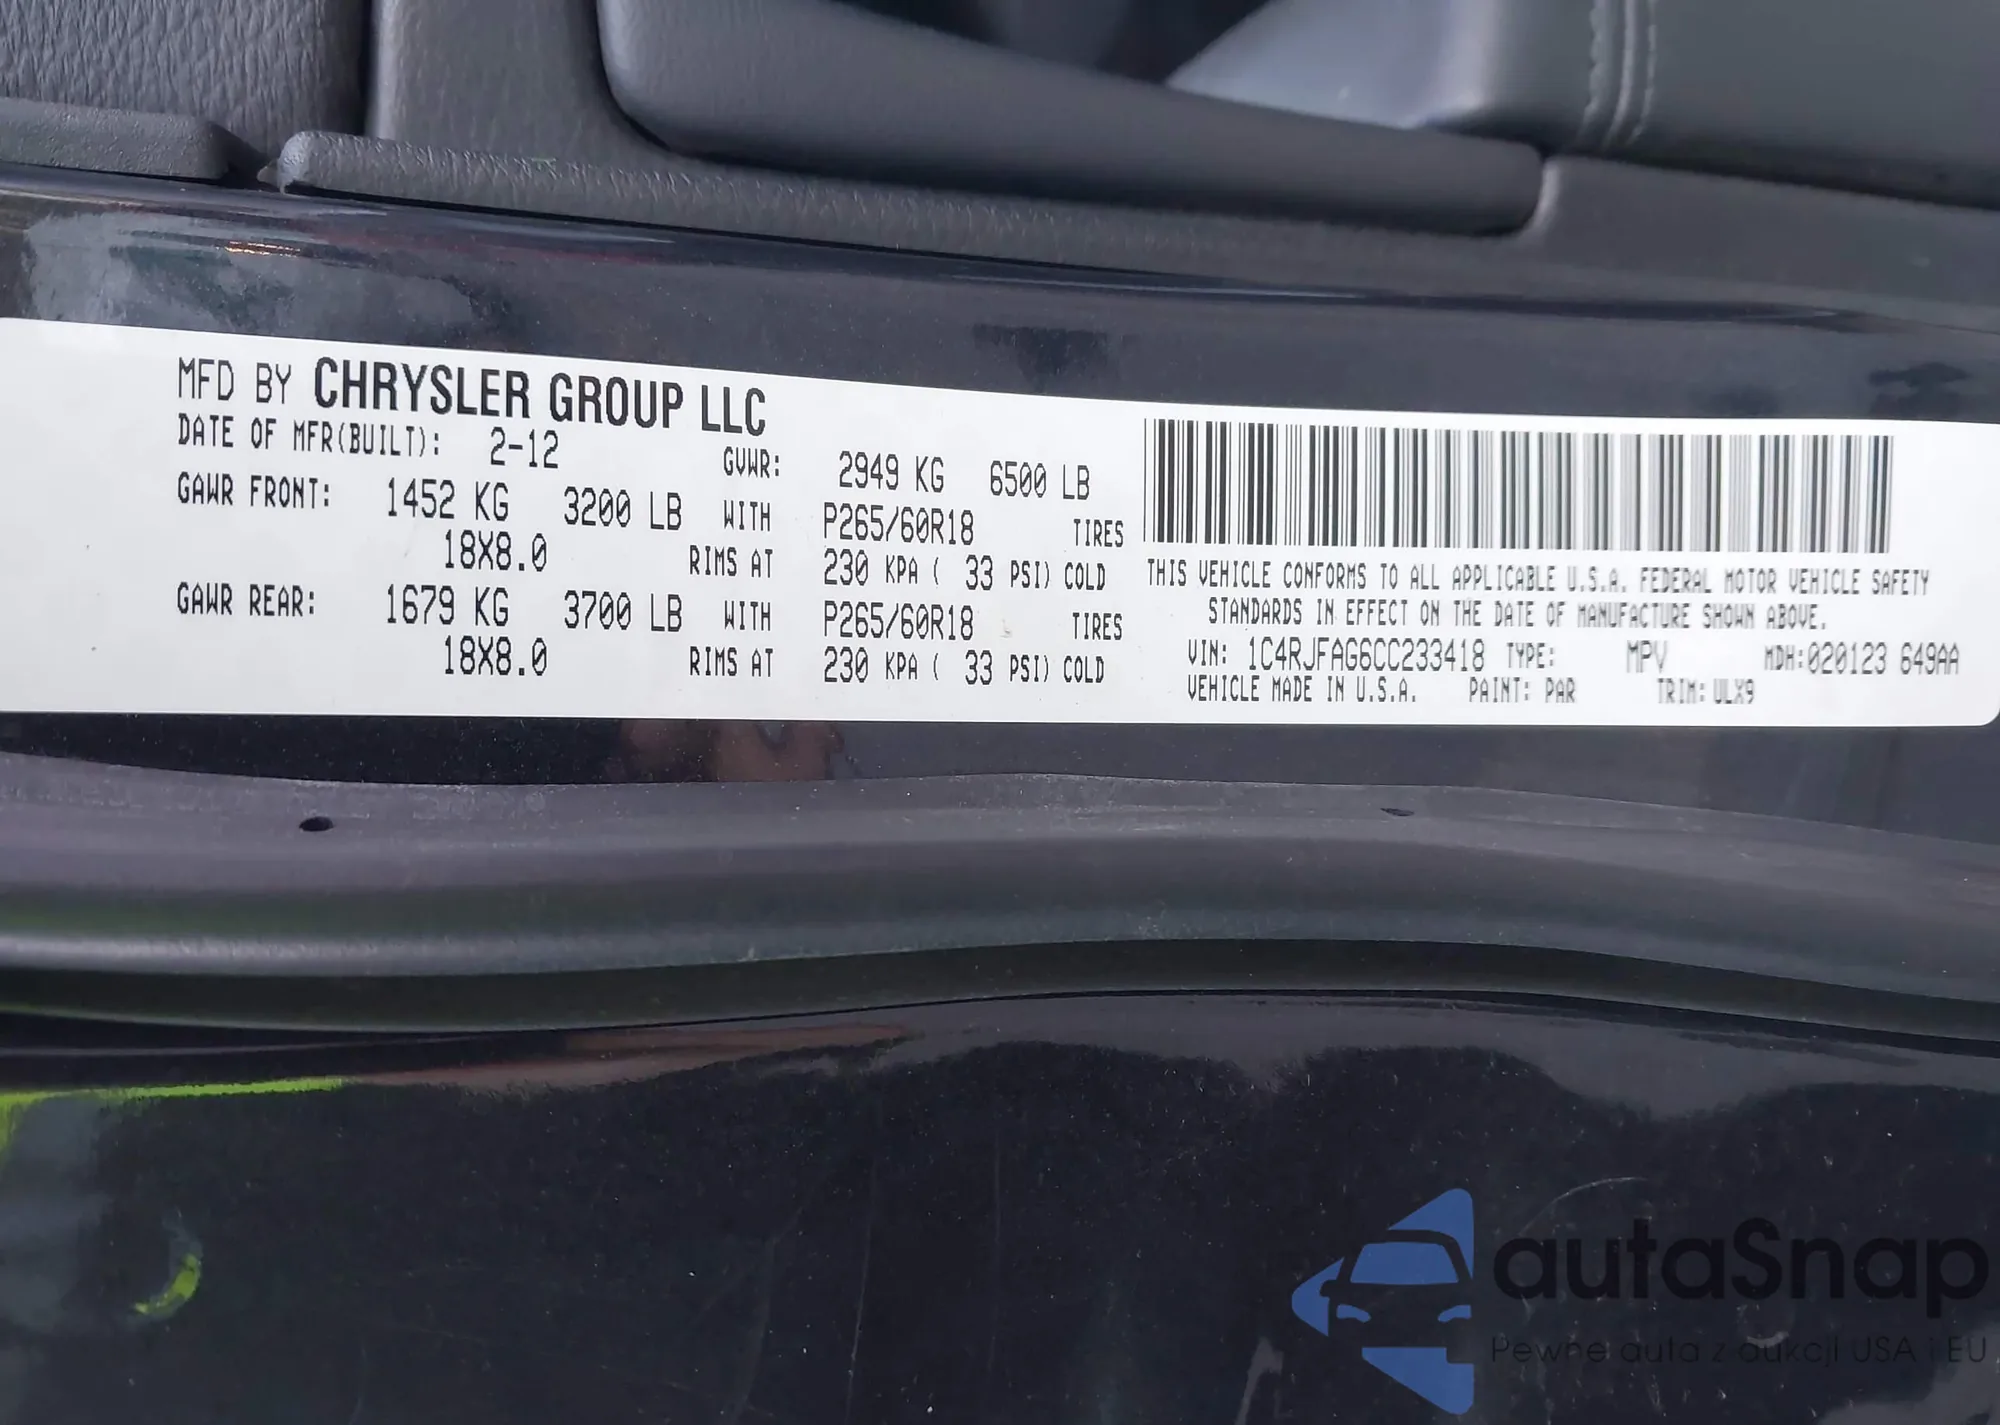 MFD BY CHRYSLER GROUP LLC
DATE OF MFR(BUILT): 2-12 GVWR: 2949 KG 6500 LB
GAWR FRONT: 1452 KG 3200 LB WITH P265/60R18 TIRES
18X8.0 RIMS AT 230 KPA ( 33 PSI) COLD
GAWR REAR: 1679 KG 3700 LB WITH P265/60R18 TIRES
18X8.0 RIMS AT 230 KPA ( 33 PSI) COLD
THIS VEHICLE CONFORMS TO ALL APPLICABLE U.S.A. FEDERAL MOTOR VEHICLE SAFETY
STANDARDS IN EFFECT ON THE DATE OF MANUFACTURE SHOWN ABOVE.
VIN: 1C4RJFAG6CC233418 TYPE: MPV MDH:020123 649AA
VEHICLE MADE IN U.S.A. PAINT: PAR TRIM: ULX9
autaSnap
Pewne auta z aukcji USA i EU